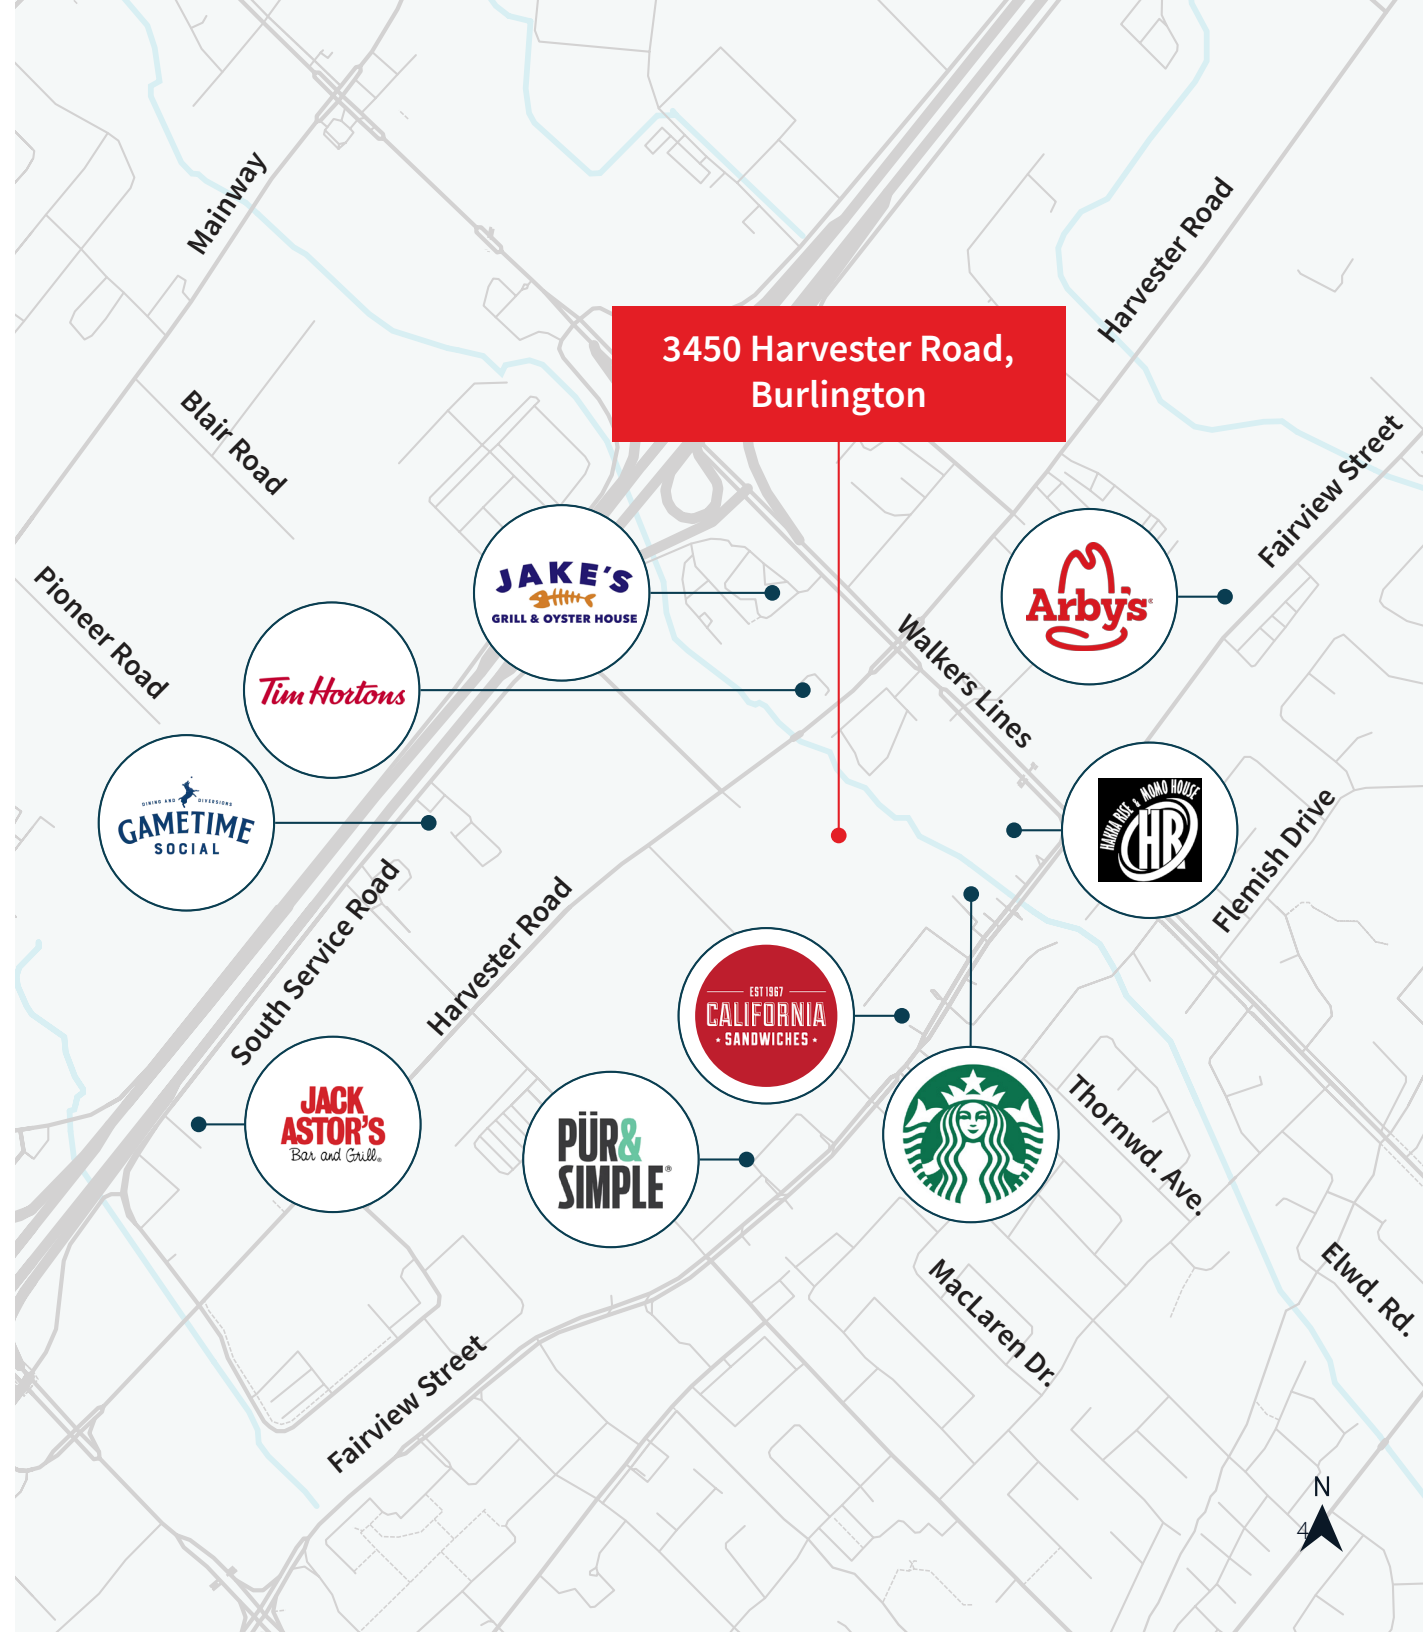 Mainway
Harvester Road
3450 Harvester Road,
Burlington
Blair Road
Fairview Street
JAKE'S
GRILL & OYSTER HOUSE
Arby's®
Pioneer Road
Walkers Lines
Tim Hortons
DINING AND DIVERSIONS
GAMETIME
SOCIAL
HAKKA RISE & MOMO HOUSE
HR
Flemish Drive
South Service Road
Harvester Road
EST 1967
CALIFORNIA
SANDWICHES
JACK
ASTOR'S
Bar and Grill®
PÜR&
SIMPLE®
Thornwd. Ave.
MacLaren Dr.
Elwd. Rd.
Fairview Street
N
4